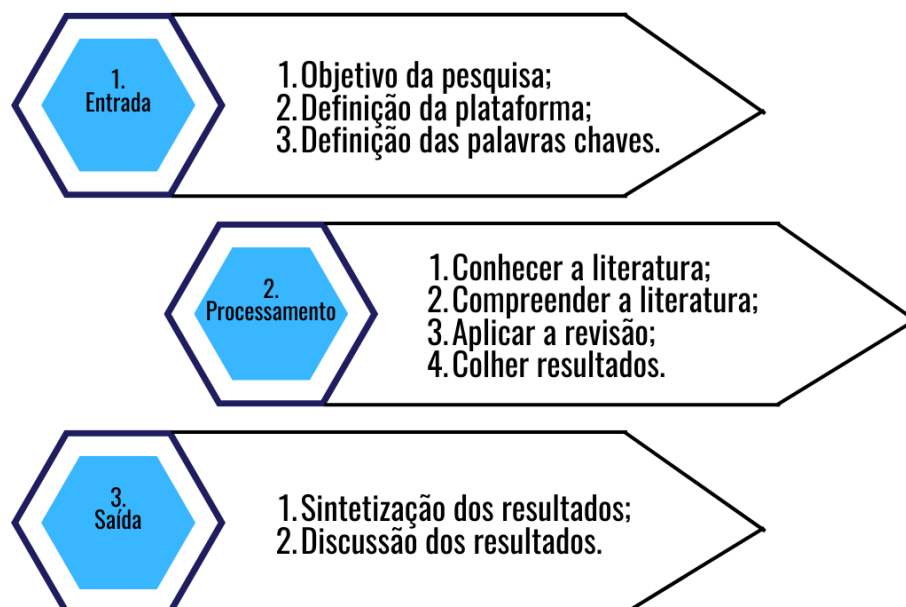 1.
Entrada
1. Objetivo da pesquisa;
2. Definição da plataforma;
3. Definição das palavras chaves.
2.
Processamento
1. Conhecer a literatura;
2. Compreender a literatura;
3. Aplicar a revisão;
4. Colher resultados.
3.
Saída
1. Sintetização dos resultados;
2. Discussão dos resultados.